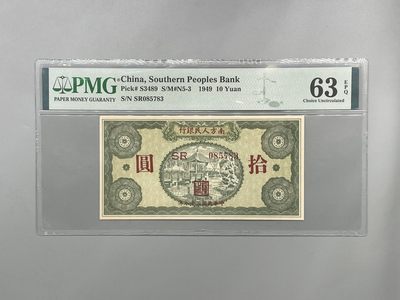 PMG
PAPER MONEY GUARANTY
China, Southern Peoples Bank
Pick# S3489 S/M#N5-3 1949 10 Yuan
S/N SR085783
63 EPQ
Choice Uncirculated
行銀民人方南
SR 085783
圓 拾